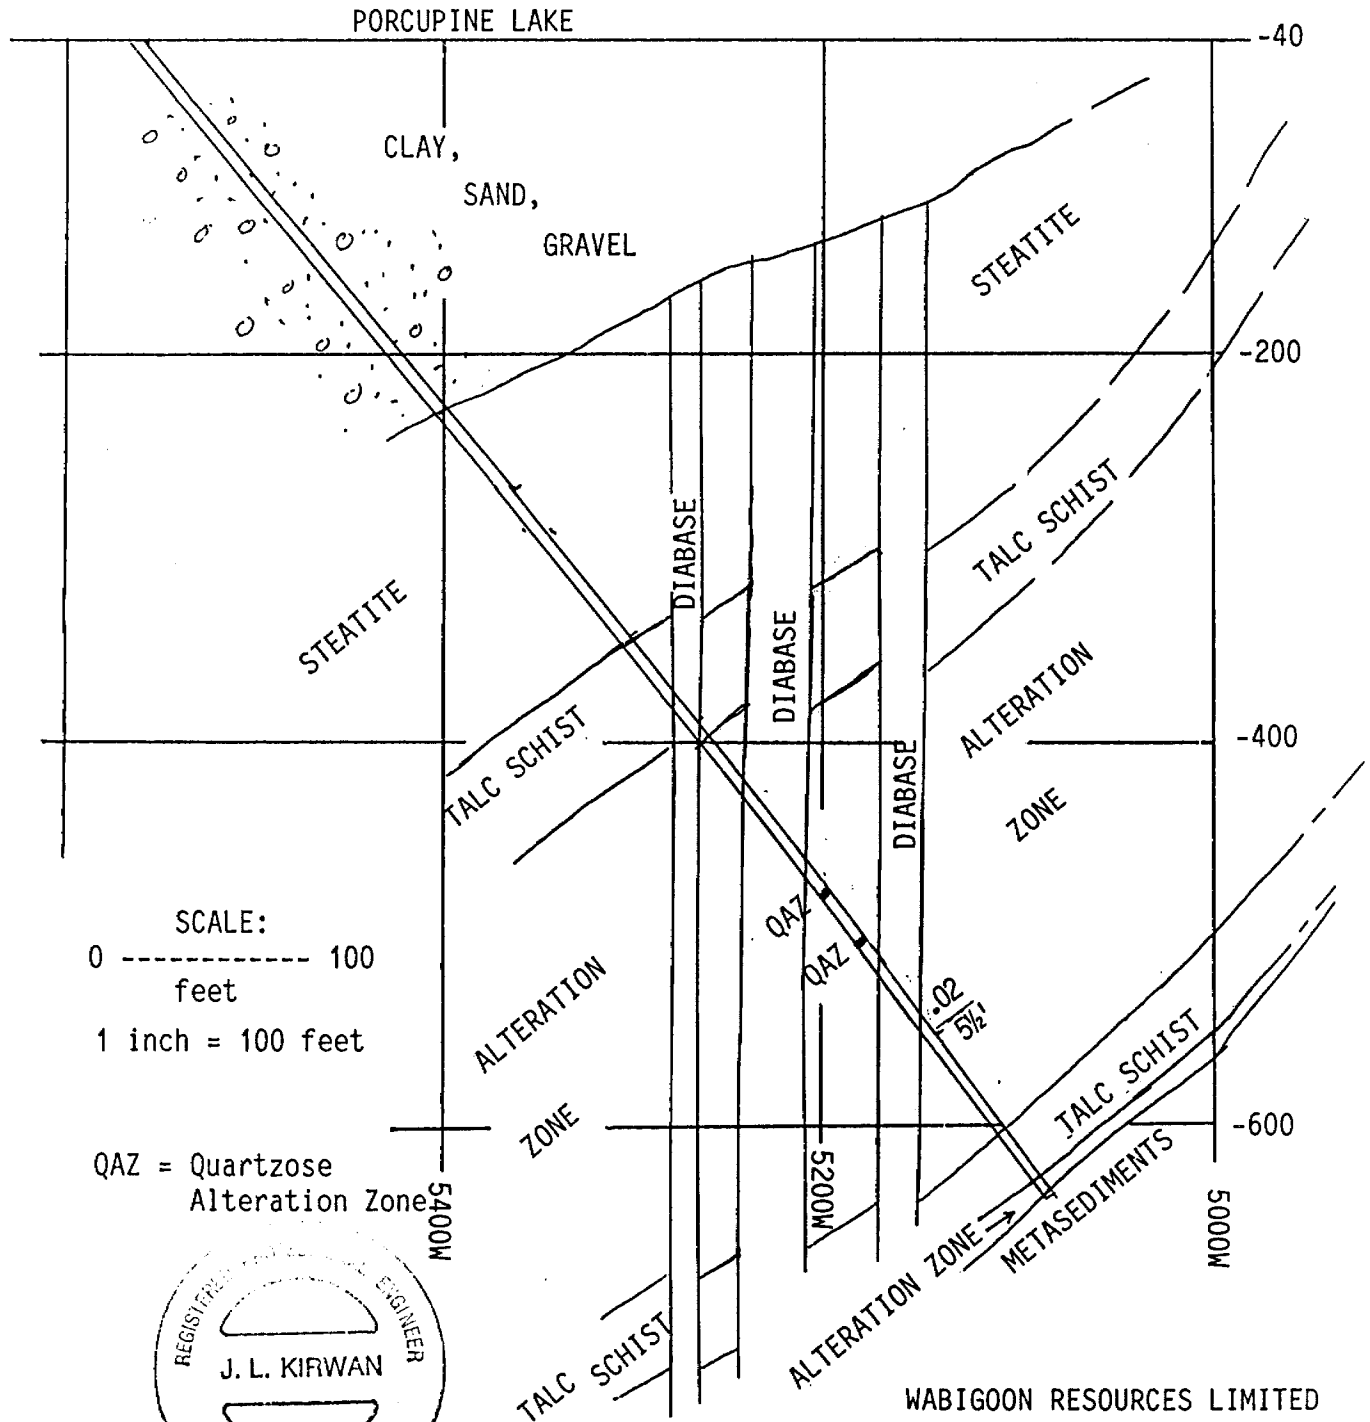 PORCUPINE LAKE
-40
CLAY,
SAND,
GRAVEL
STEATITE
-200
TALC SCHIST
DIABASE
STEATITE
DIABASE
ALTERATION
ZONE
-400
TALC SCHIST
DIABASE
QAZ
QAZ
SCALE:
0 ------------ 100
feet
1 inch = 100 feet
ALTERATION
ZONE
.02
5½'
TALC SCHIST
-600
QAZ = Quartzose
Alteration Zone
5400W
5200W
5000W
METASEDIMENTS
ALTERATION ZONE →
TALC SCHIST
REGISTERED
ENGINEER
J. L. KIRWAN
WABIGOON RESOURCES LIMITED